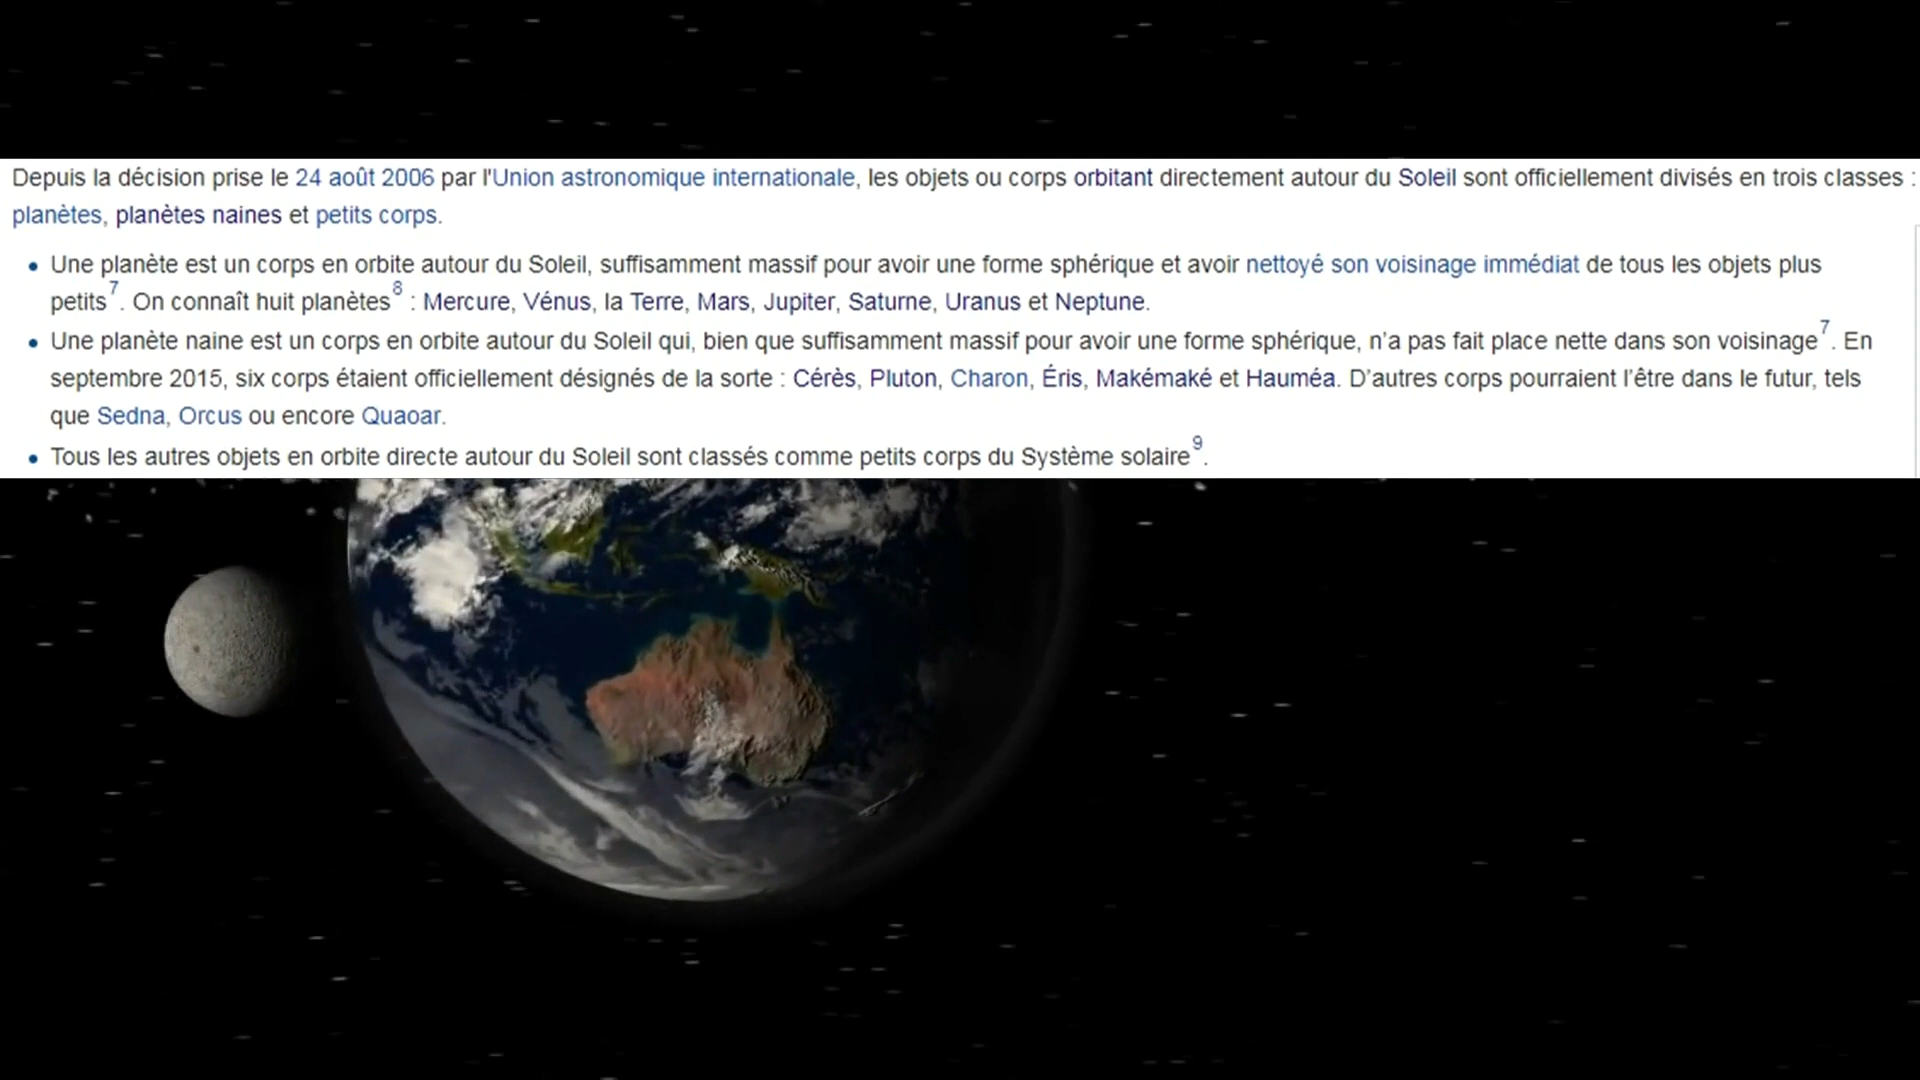 Depuis la décision prise le 24 août 2006 par l'Union astronomique internationale, les objets ou corps orbitant directement autour du Soleil sont officiellement divisés en trois classes :
planètes, planètes naines et petits corps.
• Une planète est un corps en orbite autour du Soleil, suffisamment massif pour avoir une forme sphérique et avoir nettoyé son voisinage immédiat de tous les objets plus
petits7. On connaît huit planètes8 : Mercure, Vénus, la Terre, Mars, Jupiter, Saturne, Uranus et Neptune.
• Une planète naine est un corps en orbite autour du Soleil qui, bien que suffisamment massif pour avoir une forme sphérique, n’a pas fait place nette dans son voisinage7. En
septembre 2015, six corps étaient officiellement désignés de la sorte : Cérès, Pluton, Charon, Éris, Makémaké et Hauméa. D’autres corps pourraient l’être dans le futur, tels
que Sedna, Orcus ou encore Quaoar.
• Tous les autres objets en orbite directe autour du Soleil sont classés comme petits corps du Système solaire9.